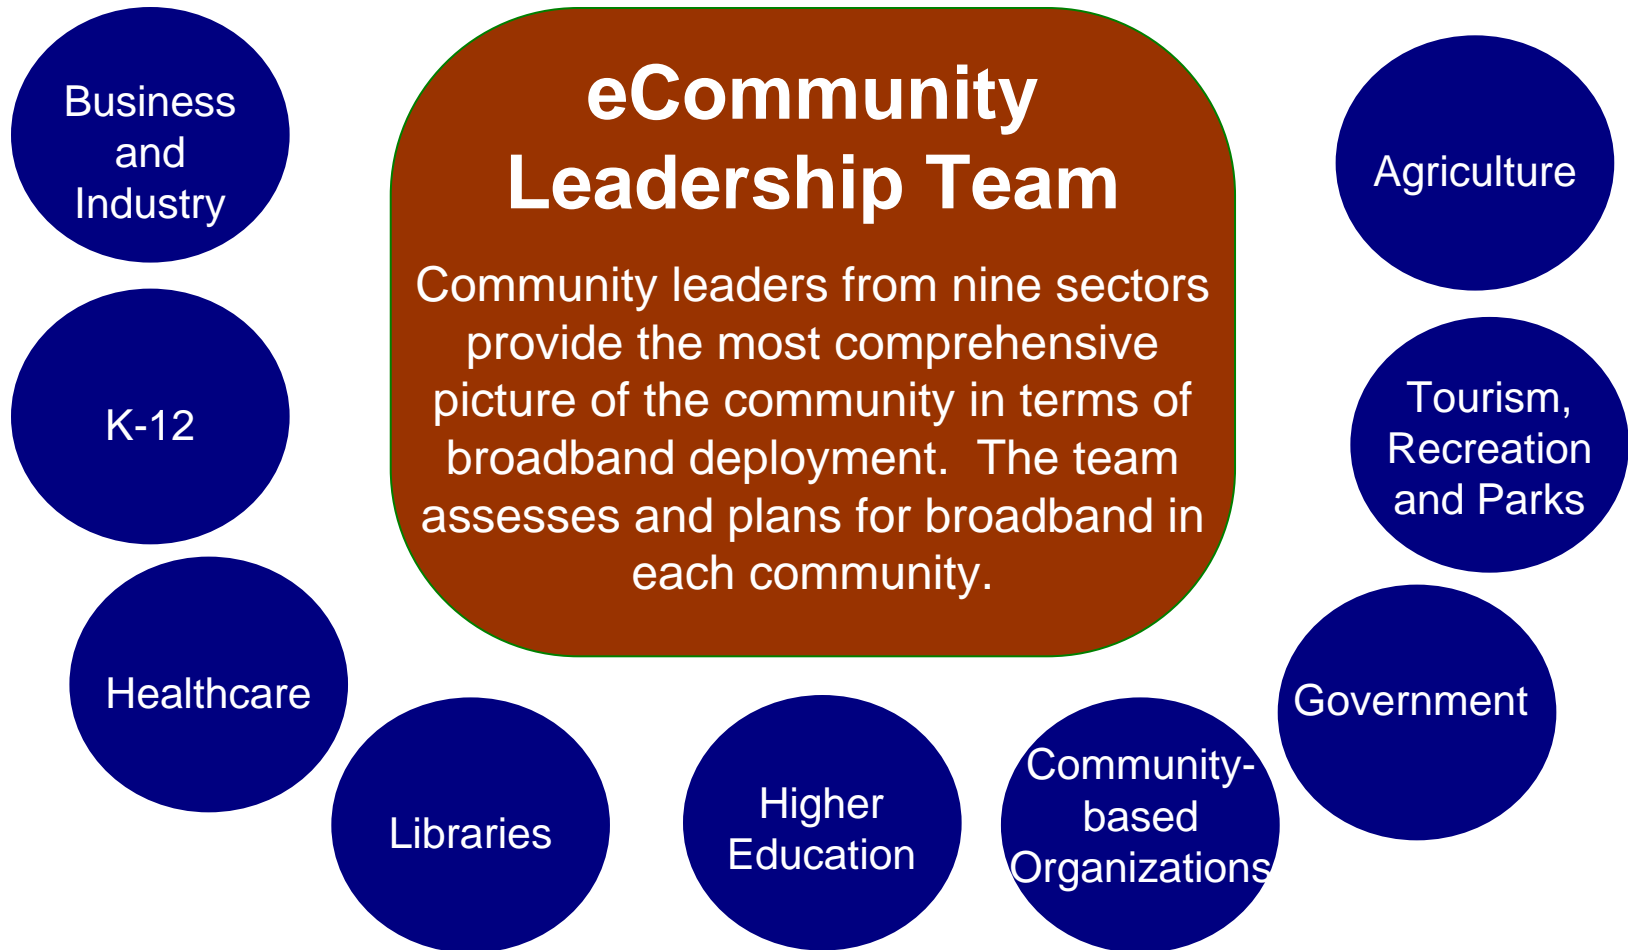 Business
and
Industry
K-12
Healthcare
Libraries
Higher
Education
Community-
based
Organizations
Government
Tourism,
Recreation
and Parks
Agriculture
eCommunity
Leadership Team
Community leaders from nine sectors
provide the most comprehensive
picture of the community in terms of
broadband deployment.  The team
assesses and plans for broadband in
each community.